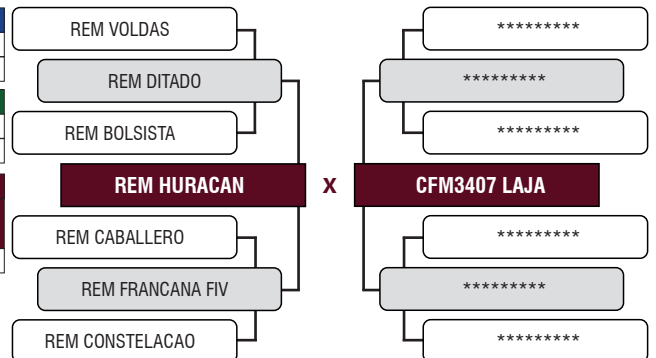 REM VOLDAS
*********
REM DITADO
*********
REM BOLSISTA
*********
REM HURACAN X CFM3407 LAJA
REM CABALLERO
*********
REM FRANCANA FIV
*********
REM CONSTELACAO
*********